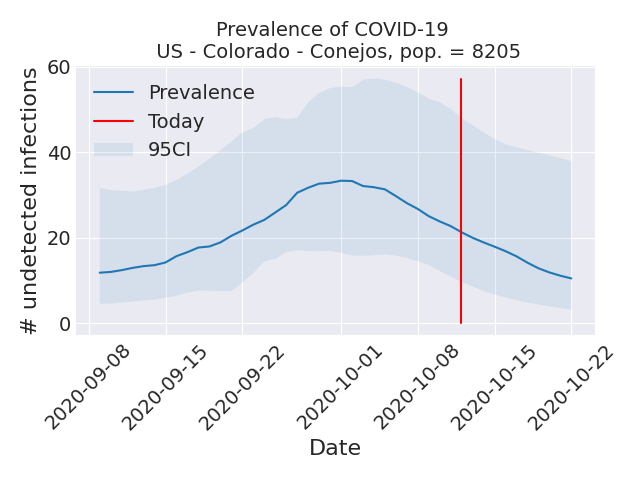 Prevalence of COVID-19
US - Colorado - Conejos, pop. = 8205
# undetected infections
60
40
20
0
Prevalence
Today
95CI
2020-09-08
2020-09-15
2020-09-22
2020-10-01
2020-10-08
2020-10-15
2020-10-22
Date